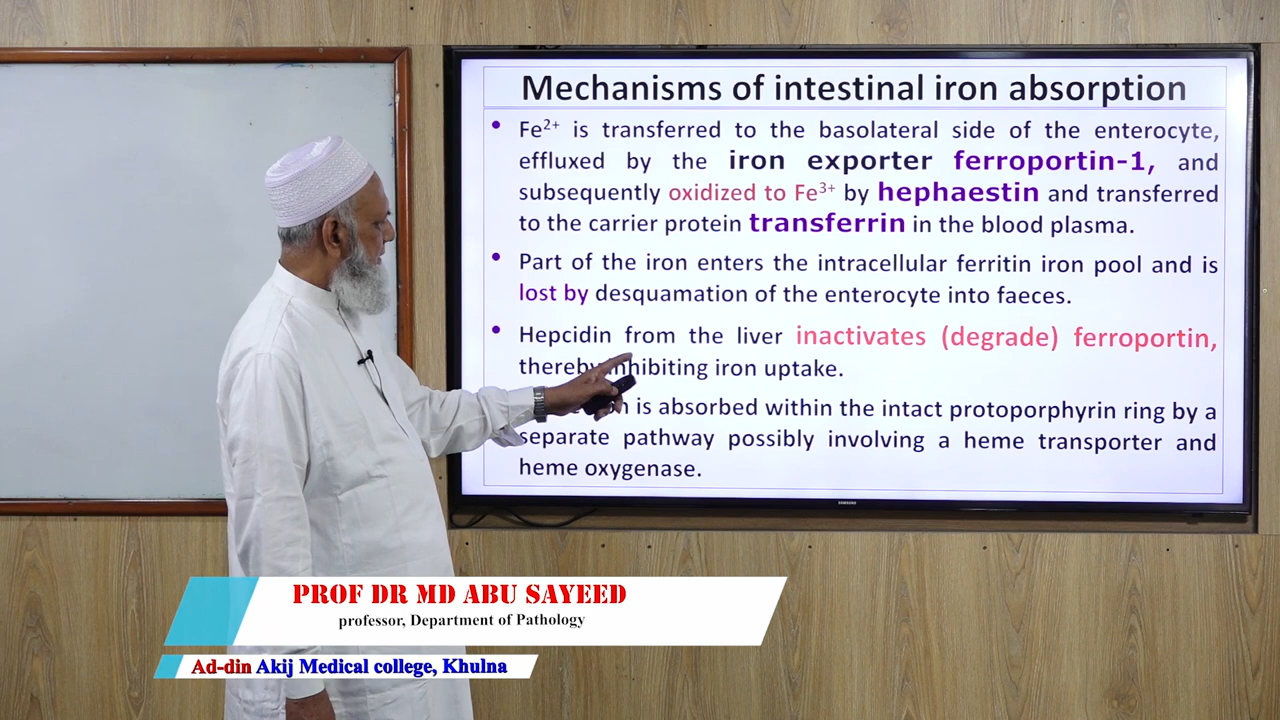 Mechanisms of intestinal iron absorption
• Fe²⁺ is transferred to the basolateral side of the enterocyte,
effluxed by the iron exporter ferroportin-1, and
subsequently oxidized to Fe³⁺ by hephaestin and transferred
to the carrier protein transferrin in the blood plasma.
• Part of the iron enters the intracellular ferritin iron pool and is
lost by desquamation of the enterocyte into faeces.
• Hepcidin from the liver inactivates (degrade) ferroportin,
thereby inhibiting iron uptake.
is absorbed within the intact protoporphyrin ring by a
separate pathway possibly involving a heme transporter and
heme oxygenase.
SAMSUNG
PROF DR MD ABU SAYEED
professor, Department of Pathology
Ad-din Akij Medical college, Khulna